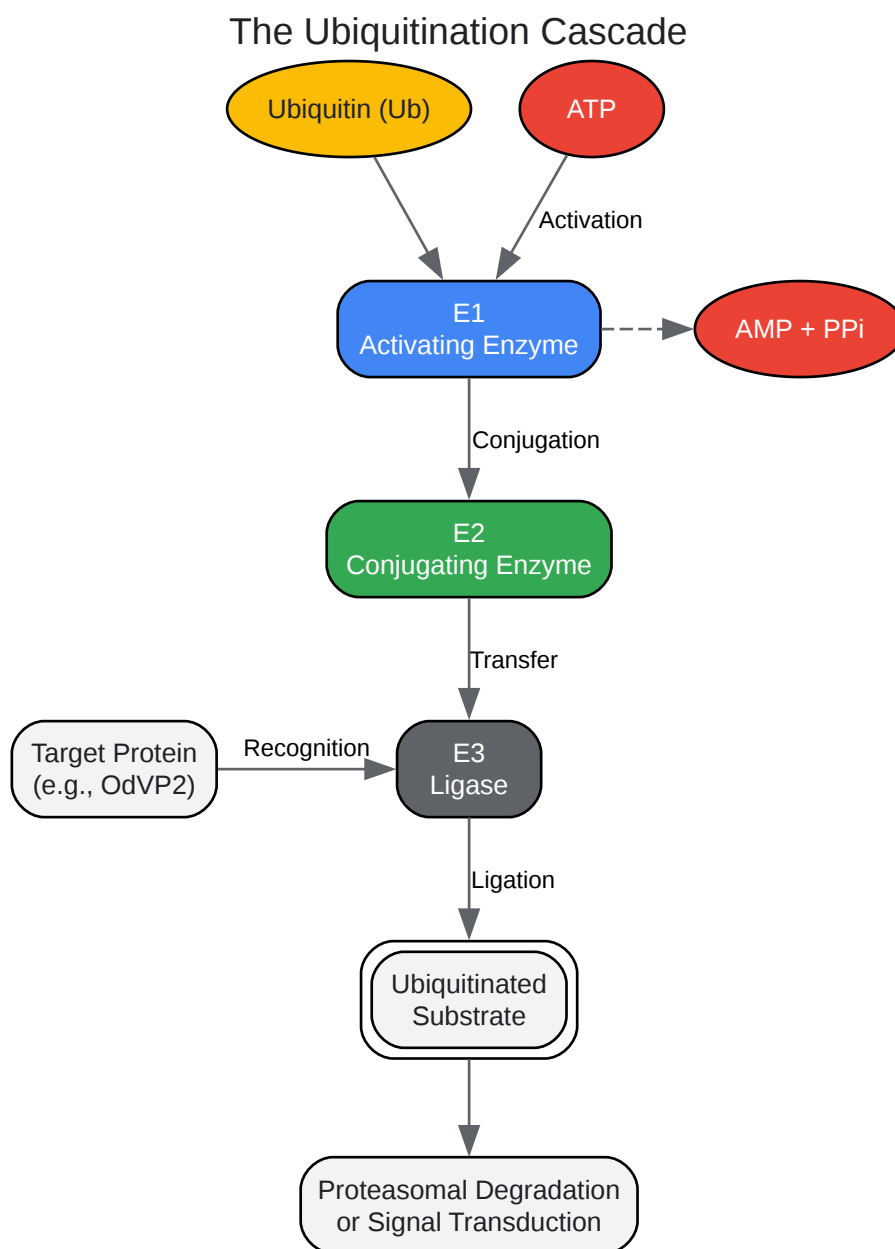 The Ubiquitination Cascade
Ubiquitin (Ub)
ATP
Activation
E1
Activating Enzyme
AMP + PPi
Conjugation
E2
Conjugating Enzyme
Transfer
Target Protein
(e.g., OdVP2)
Recognition
E3
Ligase
Ligation
Ubiquitinated
Substrate
Proteasomal Degradation
or Signal Transduction